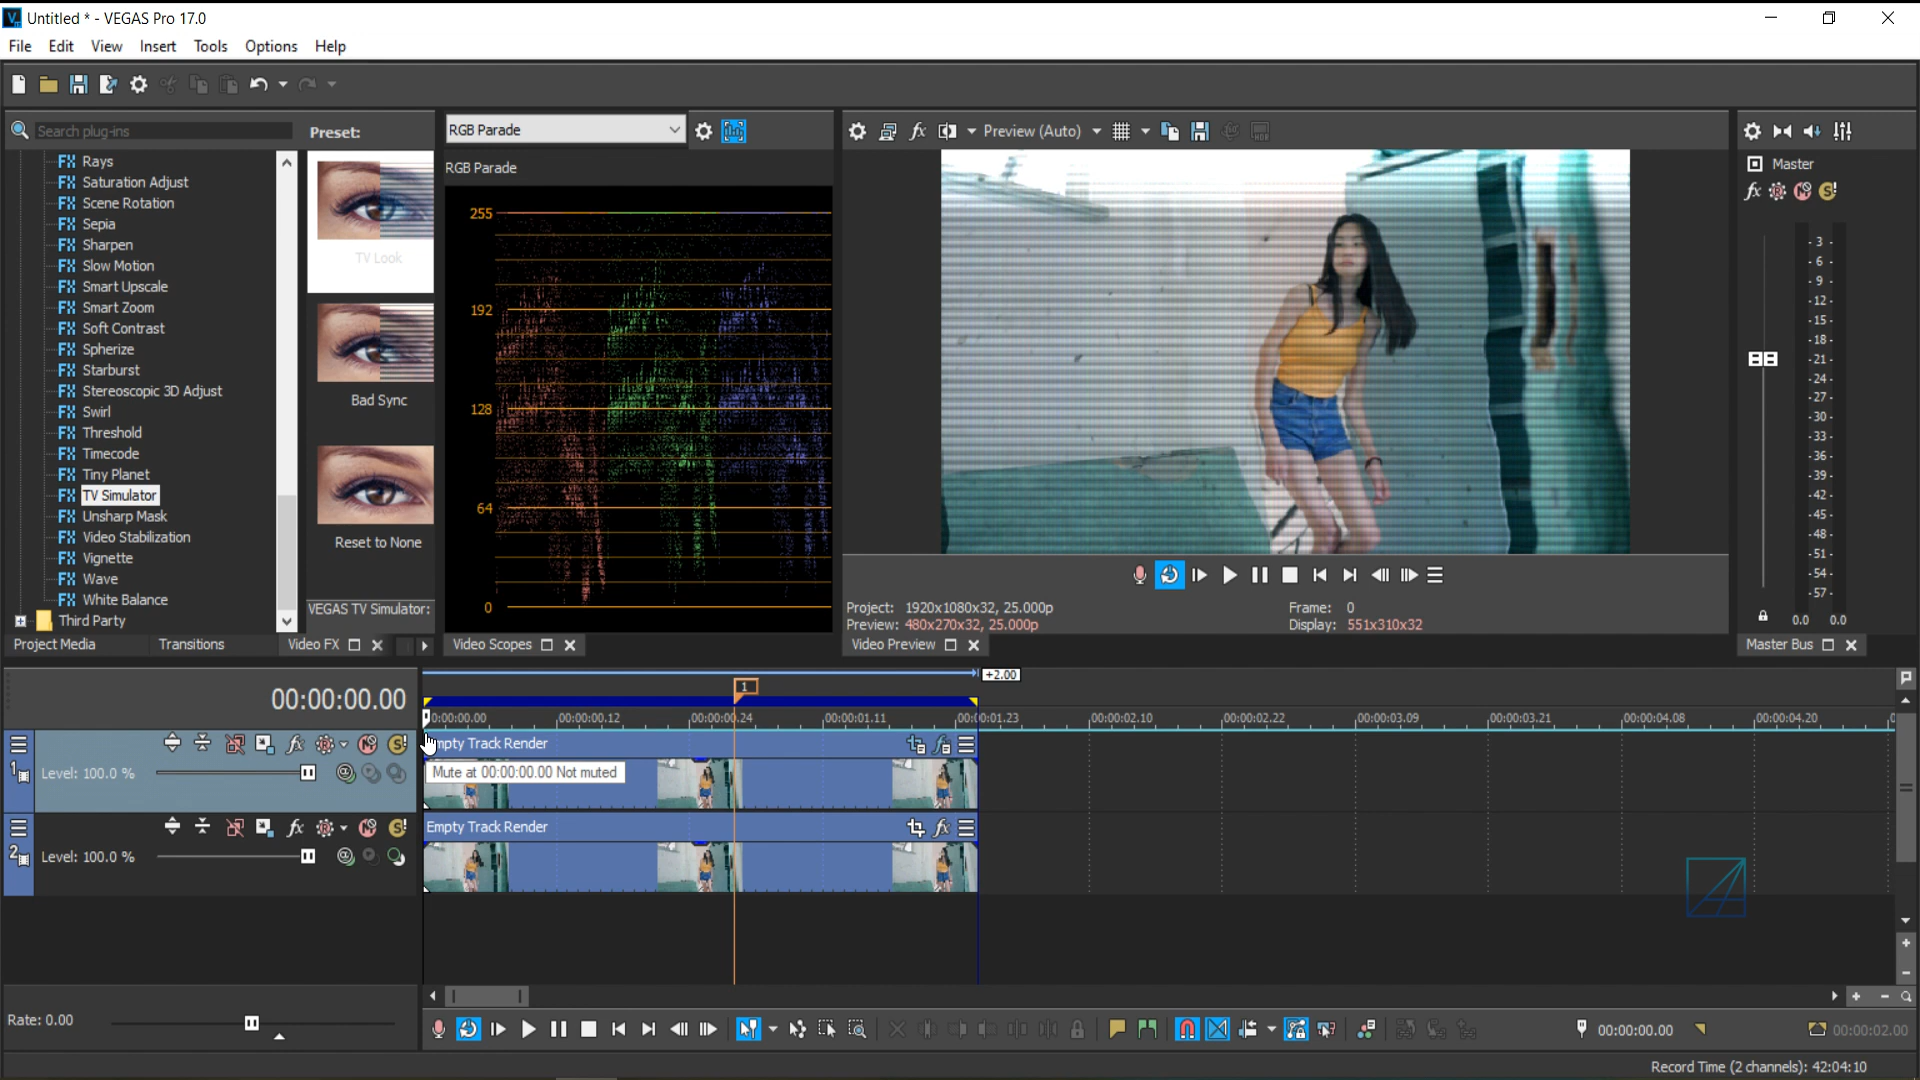 Untitled * - VEGAS Pro 17.0
File Edit View Insert Tools Options Help
Search plug-ins
Preset:
Rays
Saturation Adjust
Scene Rotation
Sepia
Sharpen
Slow Motion
Smart Upscale
Smart Zoom
Soft Contrast
Spherize
Starburst
Stereoscopic 3D Adjust
Swirl
Threshold
Timecode
Tiny Planet
TV Simulator
Unsharp Mask
Video Stabilization
Vignette
Wave
White Balance
Third Party
TV Look
Bad Sync
Reset to None
VEGAS TV Simulator:
Project Media Transitions Video FX
RGB Parade
RGB Parade
255
192
128
64
0
Video Scopes
Preview (Auto)
Project: 1920x1080x32, 25.000p
Preview: 480x270x32, 25.000p
Frame: 0
Display: 551x310x32
Video Preview
Master
-3-
-6-
-9-
-12-
-15-
-18-
-21-
-24-
-27-
-30-
-33-
-36-
-39-
-42-
-45-
-48-
-51-
-54-
-57-
0.0 0.0
Master Bus
00:00:00.00
+2.00
1
0:00:00.00 00:00:00.12 00:00:00.24 00:00:01.11 00:00:01.23 00:00:02.10 00:00:02.22 00:00:03.09 00:00:03.21 00:00:04.08 00:00:04.20
1
Level: 100.0 %
mpty Track Render
Mute at 00:00:00.00 Not muted
2
Level: 100.0 %
Empty Track Render
Rate: 0.00
00:00:00.00
00:00:02.00
Record Time (2 channels): 42:04:10